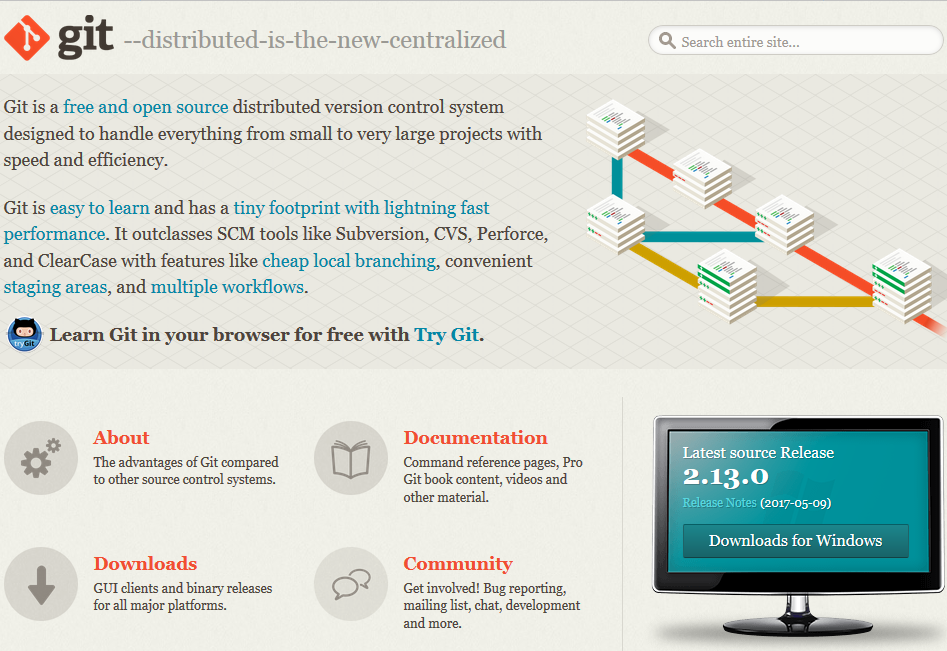 git --distributed-is-the-new-centralized
Search entire site...
Git is a free and open source distributed version control system
designed to handle everything from small to very large projects with
speed and efficiency.
Git is easy to learn and has a tiny footprint with lightning fast
performance. It outclasses SCM tools like Subversion, CVS, Perforce,
and ClearCase with features like cheap local branching, convenient
staging areas, and multiple workflows.
tryGit
Learn Git in your browser for free with Try Git.
About
The advantages of Git compared
to other source control systems.
Documentation
Command reference pages, Pro
Git book content, videos and
other material.
Downloads
GUI clients and binary releases
for all major platforms.
Community
Get involved! Bug reporting,
mailing list, chat, development
and more.
Latest source Release
2.13.0
Release Notes (2017-05-09)
Downloads for Windows